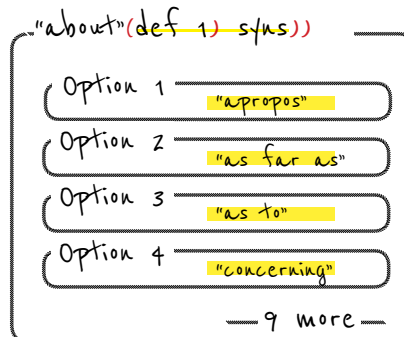 "about"(def 1) syns))
Option 1
"apropos"
Option 2
"as far as"
Option 3
"as to"
Option 4
"concerning"
9 more